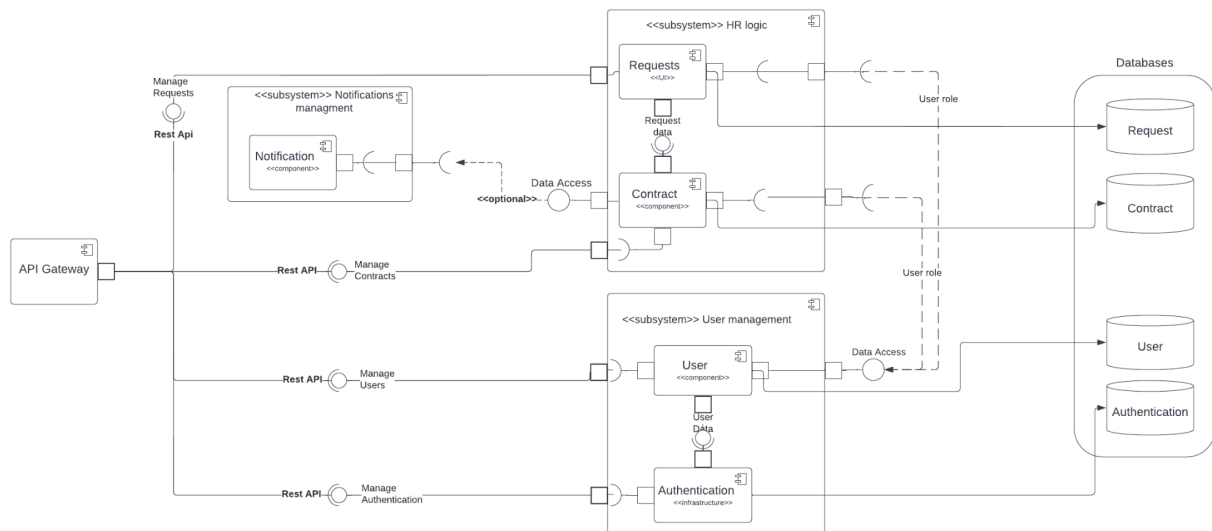 <<subsystem>> HR logic
Requests
<<UI>>
Databases
Manage
Requests
Rest Api
<<subsystem>> Notifications
managment
User role
Request
Request
data
Notification
<<component>>
Data Access
<<optional>>
Contract
<<component>>
Contract
API Gateway
Rest API
Manage
Contracts
User role
<<subsystem>> User management
User
<<component>>
Data Access
User
Rest API
Manage
Users
User
Data
Authentication
Rest API
Manage
Authentication
Authentication
<<infrastructure>>